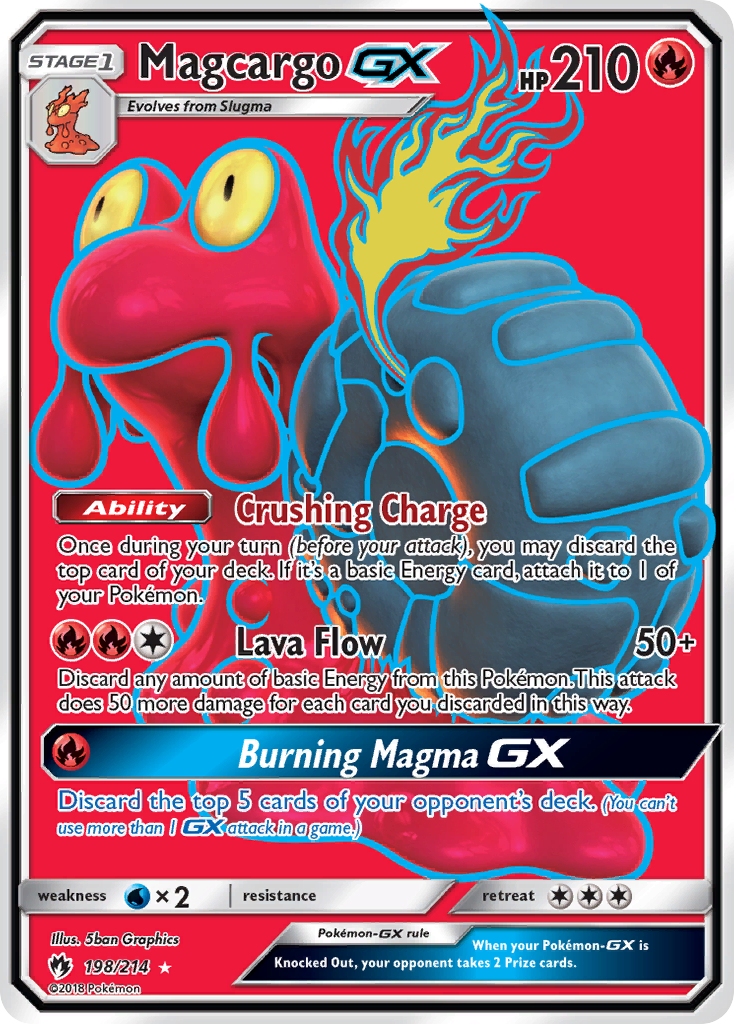 STAGE1 Magcargo GX HP210
Evolves from Slugma
Ability Crushing Charge
Once during your turn (before your attack), you may discard the
top card of your deck. If it's a basic Energy card, attach it to 1 of
your Pokémon.
Lava Flow 50+
Discard any amount of basic Energy from this Pokémon. This attack
does 50 more damage for each card you discarded in this way.
Burning Magma GX
Discard the top 5 cards of your opponent's deck. (You can't
use more than 1 GX attack in a game.)
weakness ×2 resistance retreat
Illus. 5ban Graphics
198/214
©2018 Pokémon
Pokémon-GX rule
When your Pokémon-GX is
Knocked Out, your opponent takes 2 Prize cards.